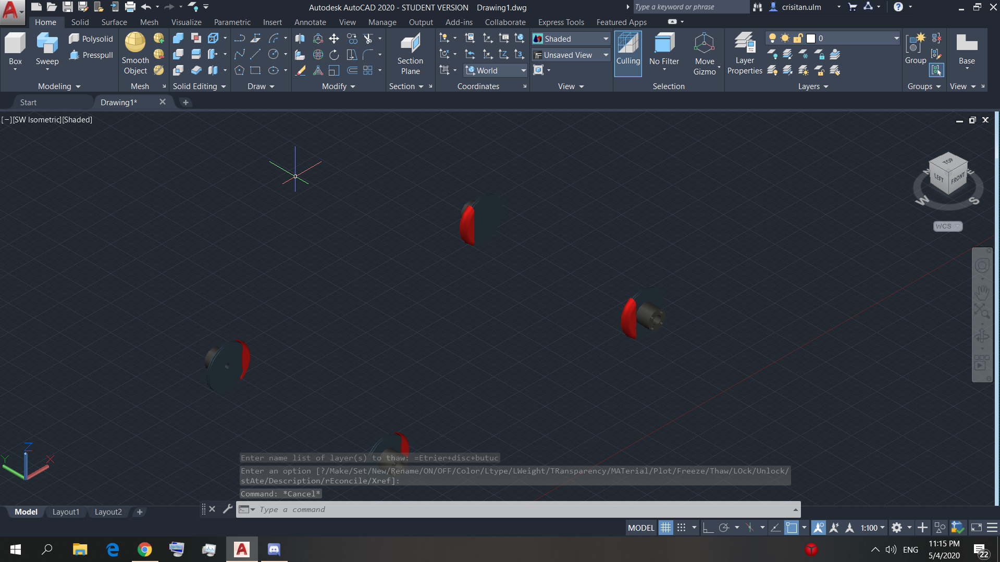 Autodesk AutoCAD 2020 - STUDENT VERSION Drawing1.dwg
Type a keyword or phrase
crisitan.ulm
Home Solid Surface Mesh Visualize Parametric Insert Annotate View Manage Output Add-ins Collaborate Express Tools Featured Apps
Box
Sweep
Polysolid
Presspull
Smooth
Object
Section
Plane
World
Shaded
Unsaved View
Culling
No Filter
Move
Gizmo
Layer
Properties
0
Group
Base
Modeling Mesh Solid Editing Draw Modify Section Coordinates View Selection Layers Groups View
Start Drawing1*
[−][SW Isometric][Shaded]
TOP
LEFT
FRONT
N
E
W
S
WCS
Z
Y
X
Enter name list of layer(s) to thaw: =Etrier+disc+butuc
Enter an option [?/Make/Set/New/Rename/ON/OFF/Color/Ltype/LWeight/TRansparency/MATerial/Plot/Freeze/Thaw/LOck/Unlock/
stAte/Description/rEconcile/Xref]:
Command: *Cancel*
Type a command
Model Layout1 Layout2
MODEL
1:100
ENG
11:15 PM
5/4/2020
22